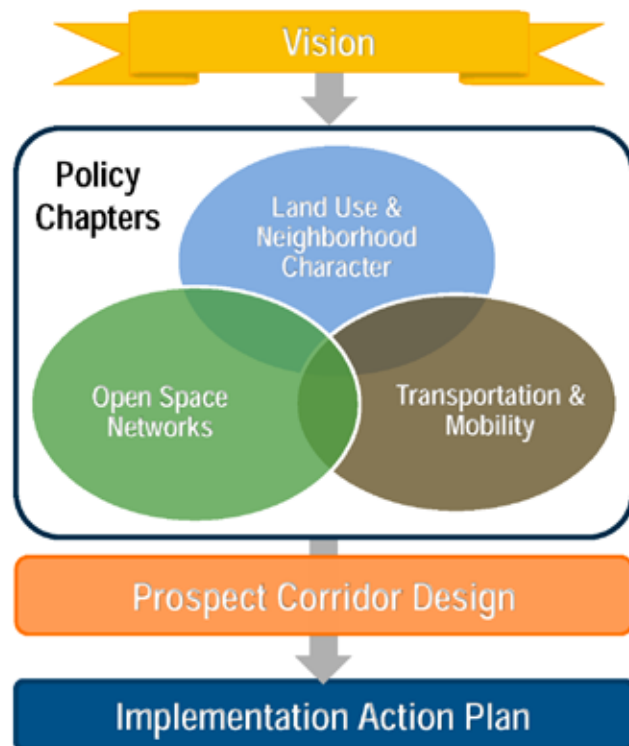 Vision
Policy
Chapters
Land Use &
Neighborhood
Character
Open Space
Networks
Transportation &
Mobility
Prospect Corridor Design
Implementation Action Plan